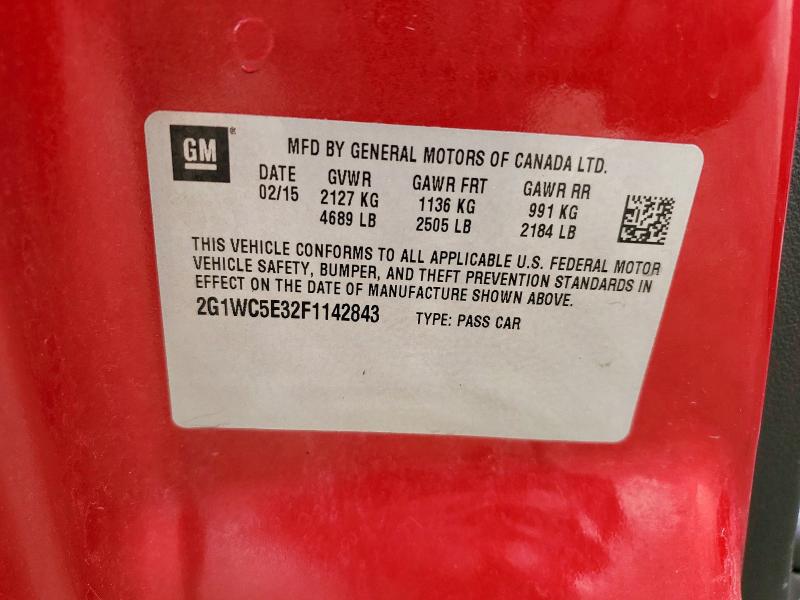 GM®
MFD BY GENERAL MOTORS OF CANADA LTD.
DATE GVWR GAWR FRT GAWR RR
02/15 2127 KG 1136 KG 991 KG
4689 LB 2505 LB 2184 LB
THIS VEHICLE CONFORMS TO ALL APPLICABLE U.S. FEDERAL MOTOR
VEHICLE SAFETY, BUMPER, AND THEFT PREVENTION STANDARDS IN
EFFECT ON THE DATE OF MANUFACTURE SHOWN ABOVE.
2G1WC5E32F1142843 TYPE: PASS CAR